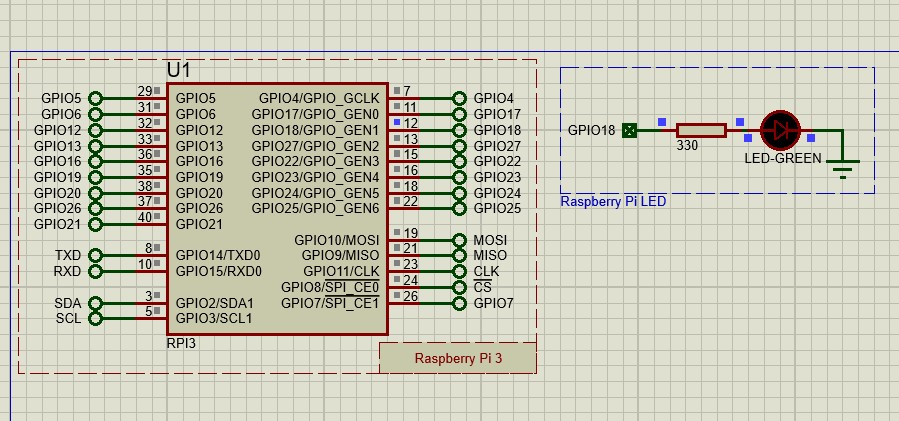 U1
GPIO5 29 GPIO5 GPIO4/GPIO_GCLK 7 GPIO4
GPIO6 31 GPIO6 GPIO17/GPIO_GEN0 11 GPIO17
GPIO12 32 GPIO12 GPIO18/GPIO_GEN1 12 GPIO18
GPIO13 33 GPIO13 GPIO27/GPIO_GEN2 13 GPIO27
GPIO16 36 GPIO16 GPIO22/GPIO_GEN3 15 GPIO22
GPIO19 35 GPIO19 GPIO23/GPIO_GEN4 16 GPIO23
GPIO20 38 GPIO20 GPIO24/GPIO_GEN5 18 GPIO24
GPIO26 37 GPIO26 GPIO25/GPIO_GEN6 22 GPIO25
GPIO21 40 GPIO21
GPIO10/MOSI 19 MOSI
TXD 8 GPIO14/TXD0 GPIO9/MISO 21 MISO
RXD 10 GPIO15/RXD0 GPIO11/CLK 23 CLK
GPIO8/SPI_CE0 24 CS
SDA 3 GPIO2/SDA1 GPIO7/SPI_CE1 26 GPIO7
SCL 5 GPIO3/SCL1
RPI3
Raspberry Pi 3
GPIO18
330
LED-GREEN
Raspberry Pi LED